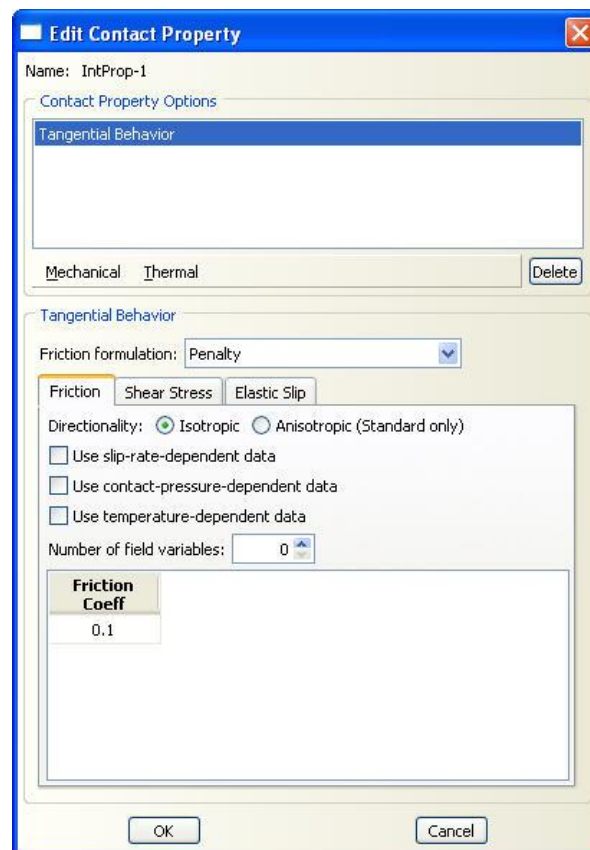 Edit Contact Property
Name: IntProp-1
Contact Property Options
Tangential Behavior
Mechanical Thermal Delete
Tangential Behavior
Friction formulation: Penalty
Friction Shear Stress Elastic Slip
Directionality: Isotropic Anisotropic (Standard only)
Use slip-rate-dependent data
Use contact-pressure-dependent data
Use temperature-dependent data
Number of field variables: 0
Friction
Coeff
0.1
OK Cancel